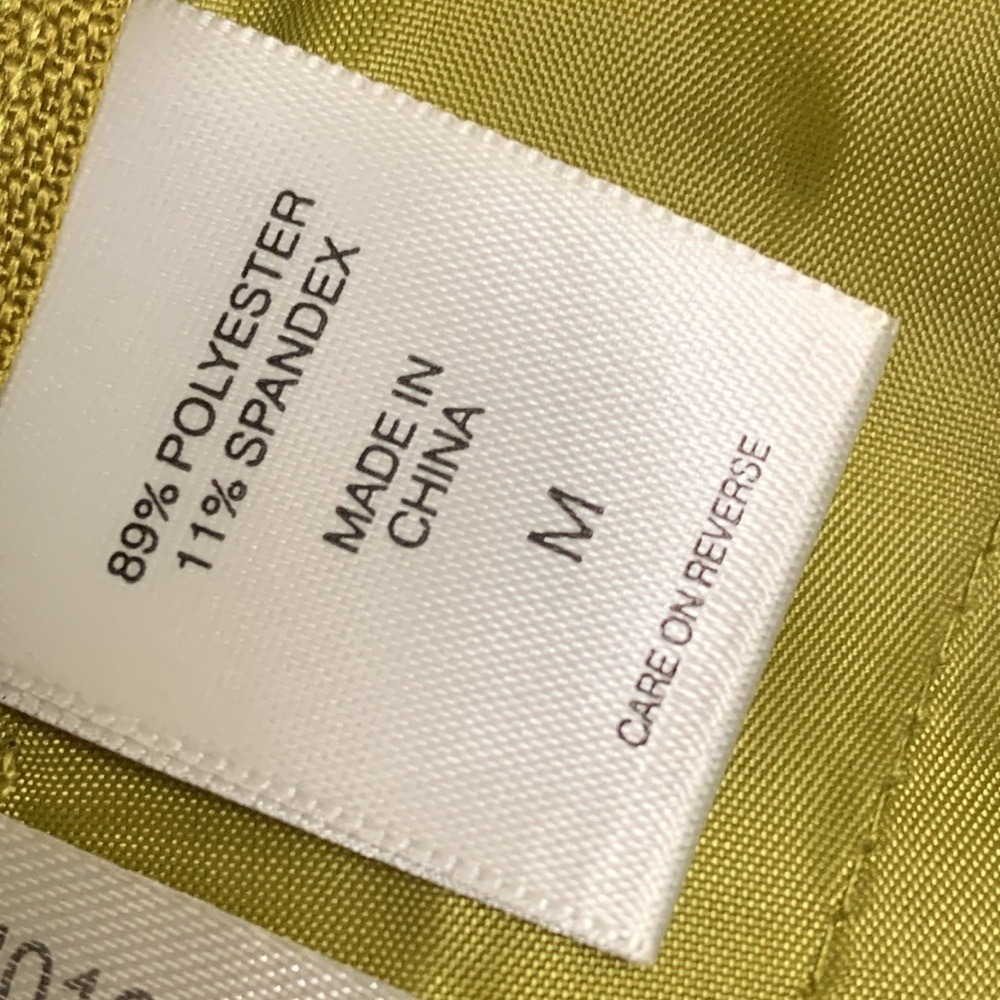 89% POLYESTER
11% SPANDEX
MADE IN
CHINA
M
CARE ON REVERSE